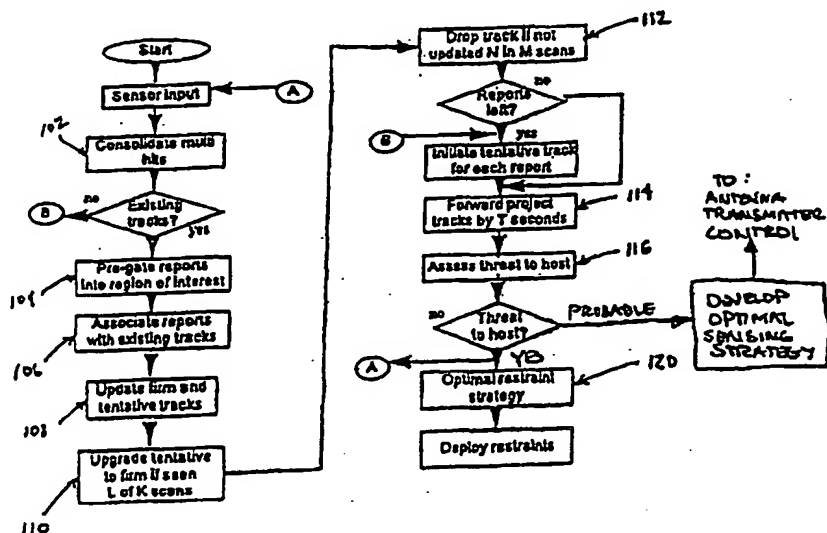 Start
Sensor input
A
102
Consolidate multi
hits
no
B
Existing
tracks?
yes
104
Pre-gate reports
into region of interest
106
Associate reports
with existing tracks
108
Update firm and
tentative tracks
110
Upgrade tentative
to firm if seen
L of K scans
112
Drop track if not
updated N in M scans
no
Reports
left?
B
yes
Initiate tentative track
for each report
114
Forward project
tracks by T seconds
116
Assess threat to host
no
Threat
to host?
PROBABLE
A
YES
120
Optimal restraint
strategy
Deploy restraints
TO:
ANTENNA
TRANSMATER
CONTROL
DEVELOP
OPTIMAL
SENSING
STRATEGY